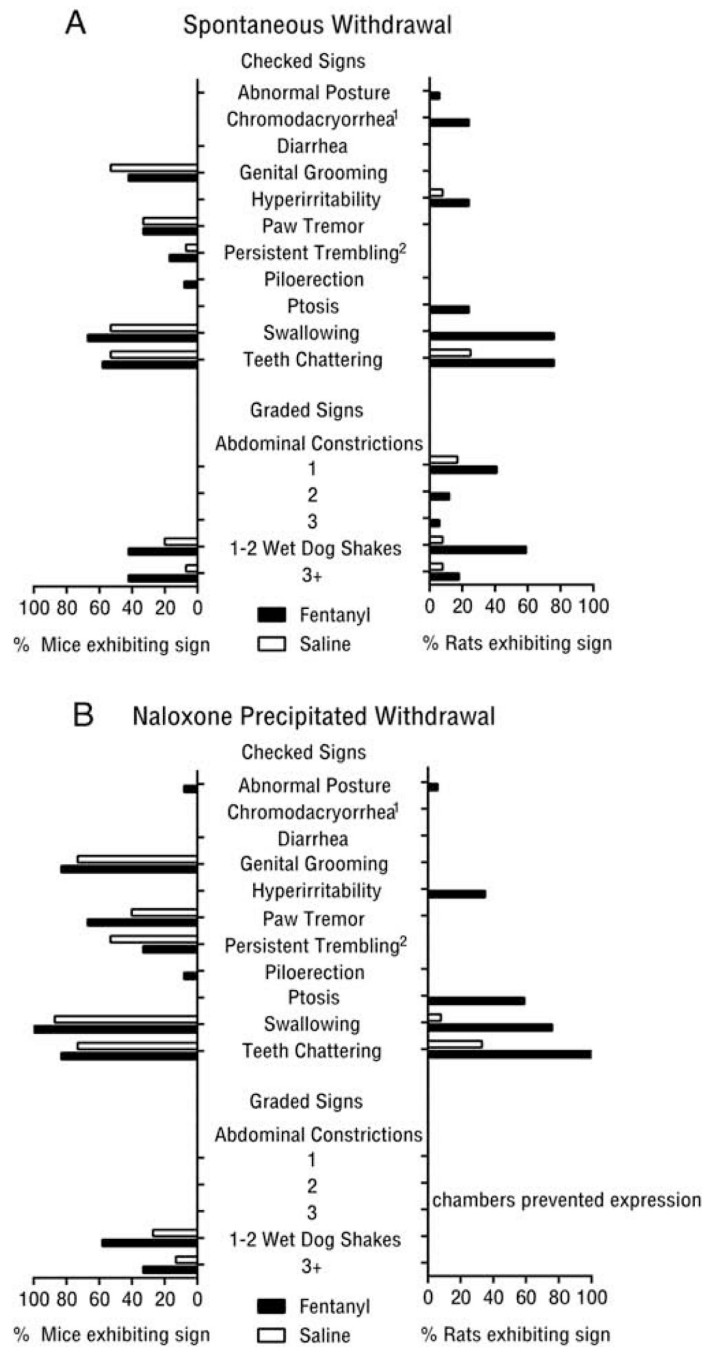 A Spontaneous Withdrawal
Checked Signs
Abnormal Posture
Chromodacryorrhea¹
Diarrhea
Genital Grooming
Hyperirritability
Paw Tremor
Persistent Trembling²
Piloerection
Ptosis
Swallowing
Teeth Chattering
Graded Signs
Abdominal Constrictions
1
2
3
1-2 Wet Dog Shakes
3+
100 80 60 40 20 0
0 20 40 60 80 100
Fentanyl
Saline
% Mice exhibiting sign
% Rats exhibiting sign
B Naloxone Precipitated Withdrawal
Checked Signs
Abnormal Posture
Chromodacryorrhea¹
Diarrhea
Genital Grooming
Hyperirritability
Paw Tremor
Persistent Trembling²
Piloerection
Ptosis
Swallowing
Teeth Chattering
Graded Signs
Abdominal Constrictions
1
2
3
chambers prevented expression
1-2 Wet Dog Shakes
3+
100 80 60 40 20 0
0 20 40 60 80 100
Fentanyl
Saline
% Mice exhibiting sign
% Rats exhibiting sign